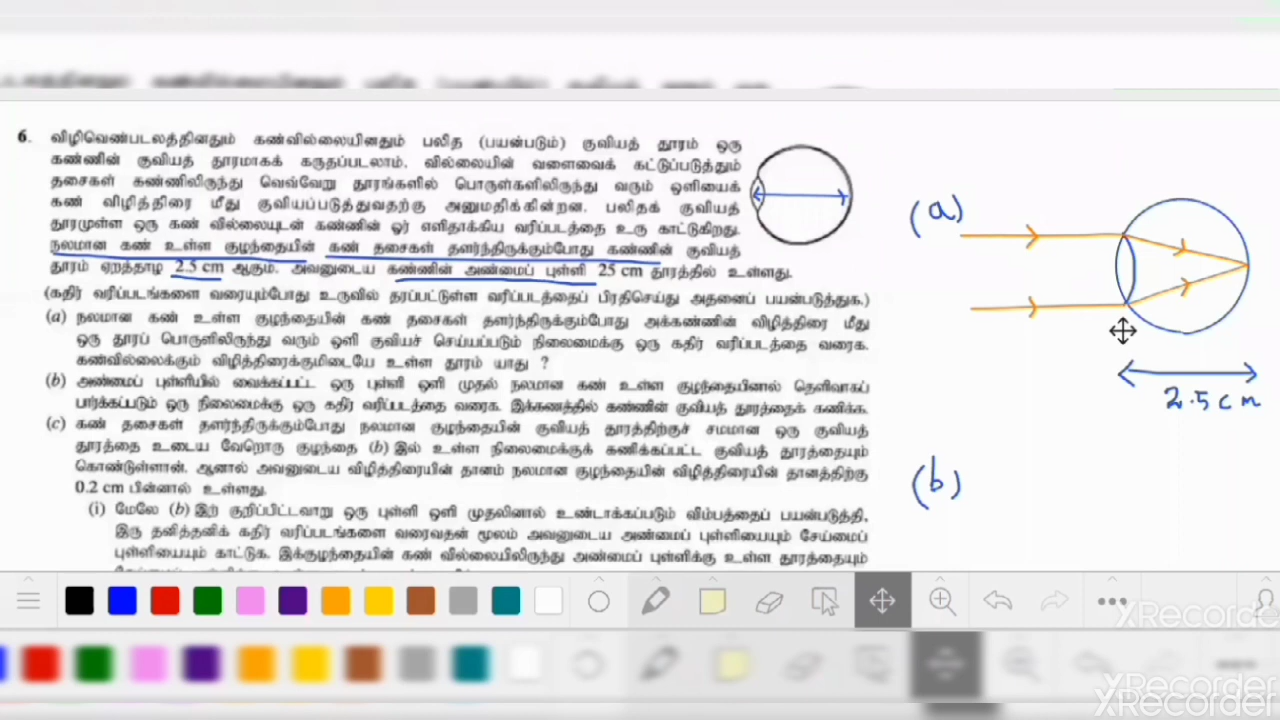 6. விழிவெண்படலத்தினதும் கண்வில்லையினதும் பலித (பயன்படும்) குவியத் தூரம் ஒரு
கண்ணின் குவியத் தூரமாகக் கருதப்படலாம். வில்லையின் வளைவைக் கட்டுப்படுத்தும்
தசைகள் கண்ணிலிருந்து வெவ்வேறு தூரங்களில் பொருள்களிலிருந்து வரும் ஒளியைக்
கண் விழித்திரை மீது குவியப்படுத்துவதற்கு அனுமதிக்கின்றன. பலிதக் குவியத்
தூரமுள்ள ஒரு கண் வில்லையுடன் கண்ணின் ஓர் எளிதாக்கிய வரிப்படத்தை உரு காட்டுகிறது.
நலமான கண் உள்ள குழந்தையின் கண் தசைகள் தளர்ந்திருக்கும்போது கண்ணின் குவியத்
தூரம் ஏறத்தாழ 2.5 cm ஆகும். அவனுடைய கண்ணின் அண்மைப் புள்ளி 25 cm தூரத்தில் உள்ளது.
(கதிர் வரிப்படங்களை வரையும்போது உருவில் தரப்பட்டுள்ள வரிப்படத்தைப் பிரதிசெய்து அதனைப் பயன்படுத்துக.)
(a) நலமான கண் உள்ள குழந்தையின் கண் தசைகள் தளர்ந்திருக்கும்போது அக்கண்ணின் விழித்திரை மீது
ஒரு தூரப் பொருளிலிருந்து வரும் ஒளி குவியச் செய்யப்படும் நிலைமைக்கு ஒரு கதிர் வரிப்படத்தை வரைக.
கண்வில்லைக்கும் விழித்திரைக்குமிடையே உள்ள தூரம் யாது ?
(b) அண்மைப் புள்ளியில் வைக்கப்பட்ட ஒரு புள்ளி ஒளி முதல் நலமான கண் உள்ள குழந்தையினால் தெளிவாகப்
பார்க்கப்படும் ஒரு நிலைமைக்கு ஒரு கதிர் வரிப்படத்தை வரைக. இக்கணத்தில் கண்ணின் குவியத் தூரத்தைக் கணிக்க.
(c) கண் தசைகள் தளர்ந்திருக்கும்போது நலமான குழந்தையின் குவியத் தூரத்திற்குச் சமமான ஒரு குவியத்
தூரத்தை உடைய வேறொரு குழந்தை (b) இல் உள்ள நிலைமைக்குக் கணிக்கப்பட்ட குவியத் தூரத்தையும்
கொண்டுள்ளான். ஆனால் அவனுடைய விழித்திரையின் தானம் நலமான குழந்தையின் விழித்திரையின் தானத்திற்கு
0.2 cm பின்னால் உள்ளது.
(i) மேலே (b) இற் குறிப்பிட்டவாறு ஒரு புள்ளி ஒளி முதலினால் உண்டாக்கப்படும் விம்பத்தைப் பயன்படுத்தி,
இரு தனித்தனிக் கதிர் வரிப்படங்களை வரைவதன் மூலம் அவனுடைய அண்மைப் புள்ளியையும் சேய்மைப்
புள்ளியையும் காட்டுக. இக்குழந்தையின் கண் வில்லையிலிருந்து அண்மைப் புள்ளிக்கு உள்ள தூரத்தையும்
(a)
2.5 cm
(b)
XRecorder
XRecorder
XRecorder